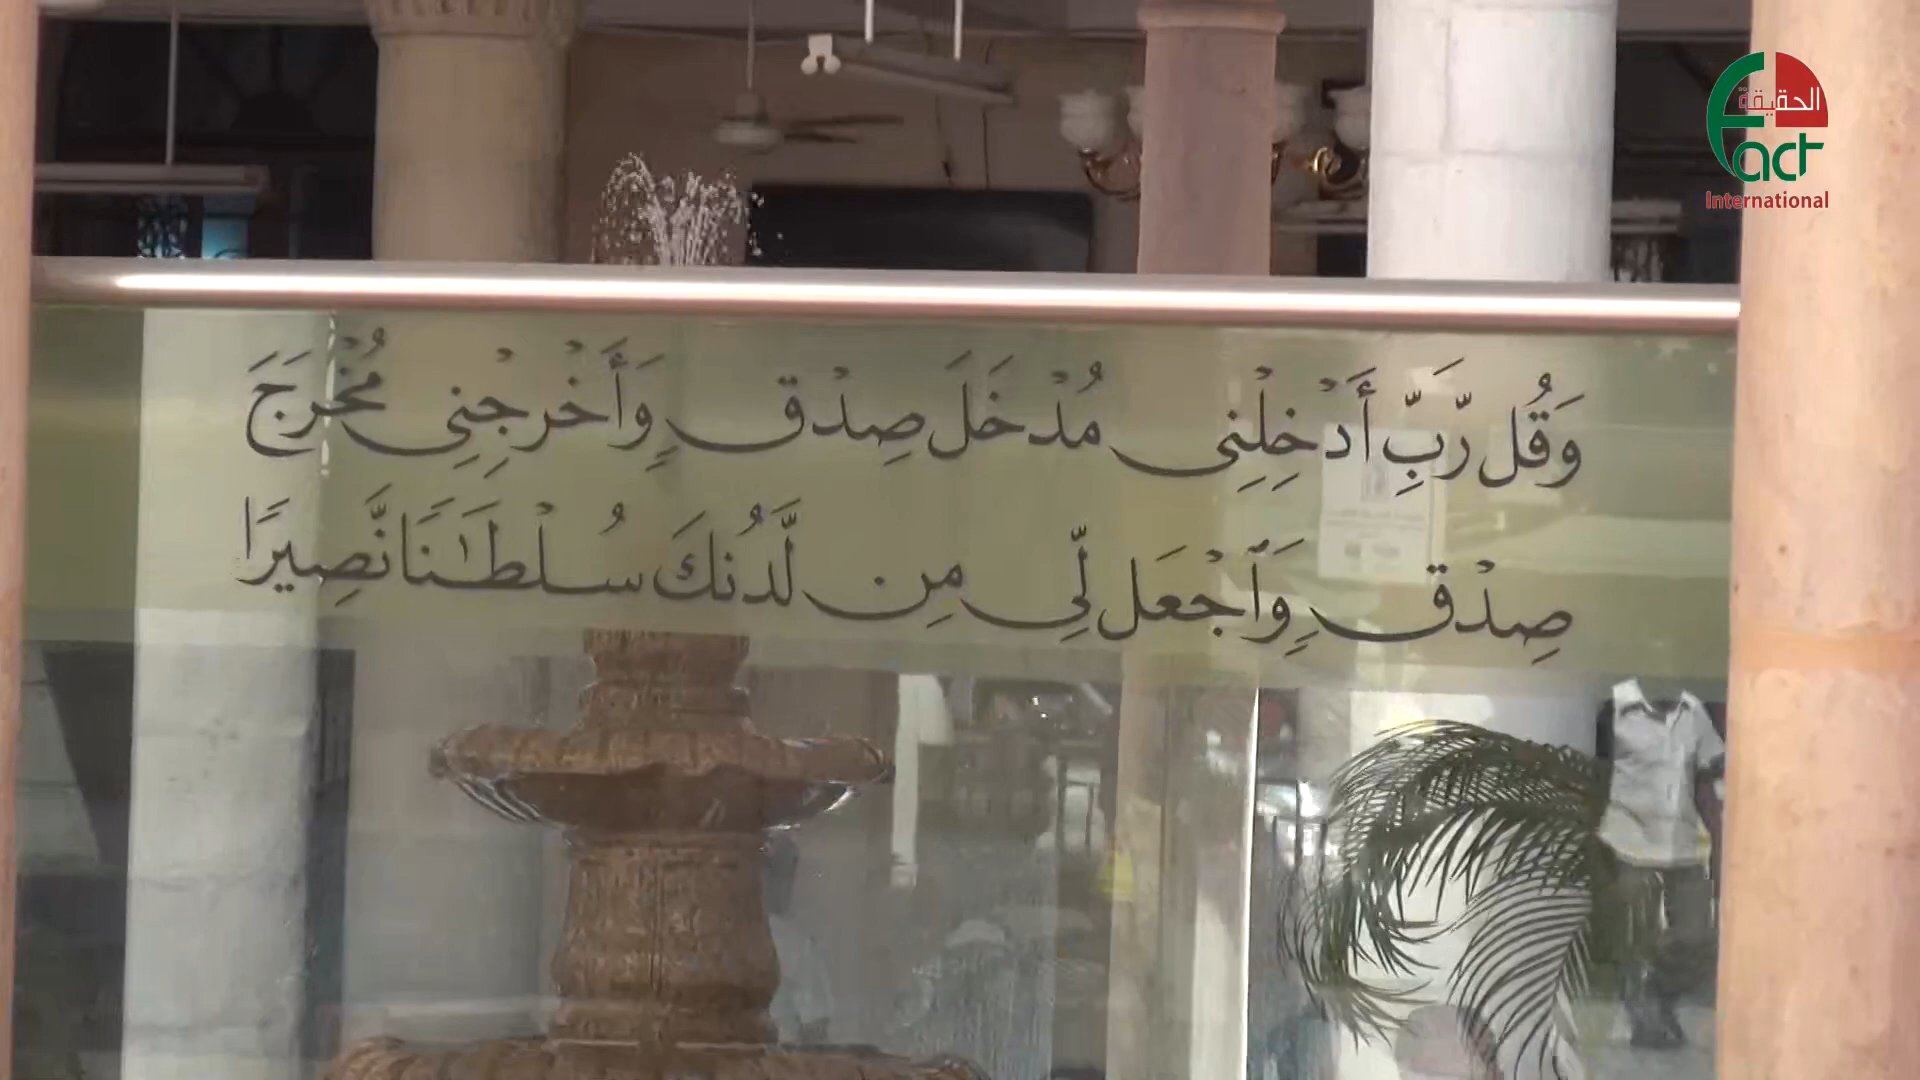 وَقُل رَّبِّ أَدْخِلْنِى مُدْخَلَ صِدْقٍ وَأَخْرِجْنِى مُخْرَجَ
صِدْقٍ وَٱجْعَل لِّى مِن لَّدُنكَ سُلْطَـٰنًا نَّصِيرًا
الحقيقة
Fact
International